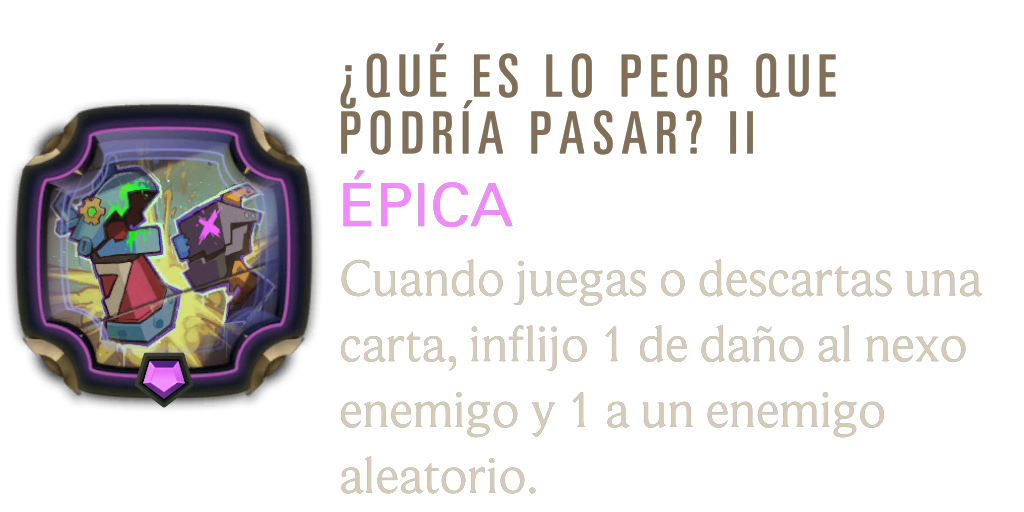 ¿QUÉ ES LO PEOR QUE
PODRÍA PASAR? II
ÉPICA
Cuando juegas o descartas una
carta, inflijo 1 de daño al nexo
enemigo y 1 a un enemigo
aleatorio.